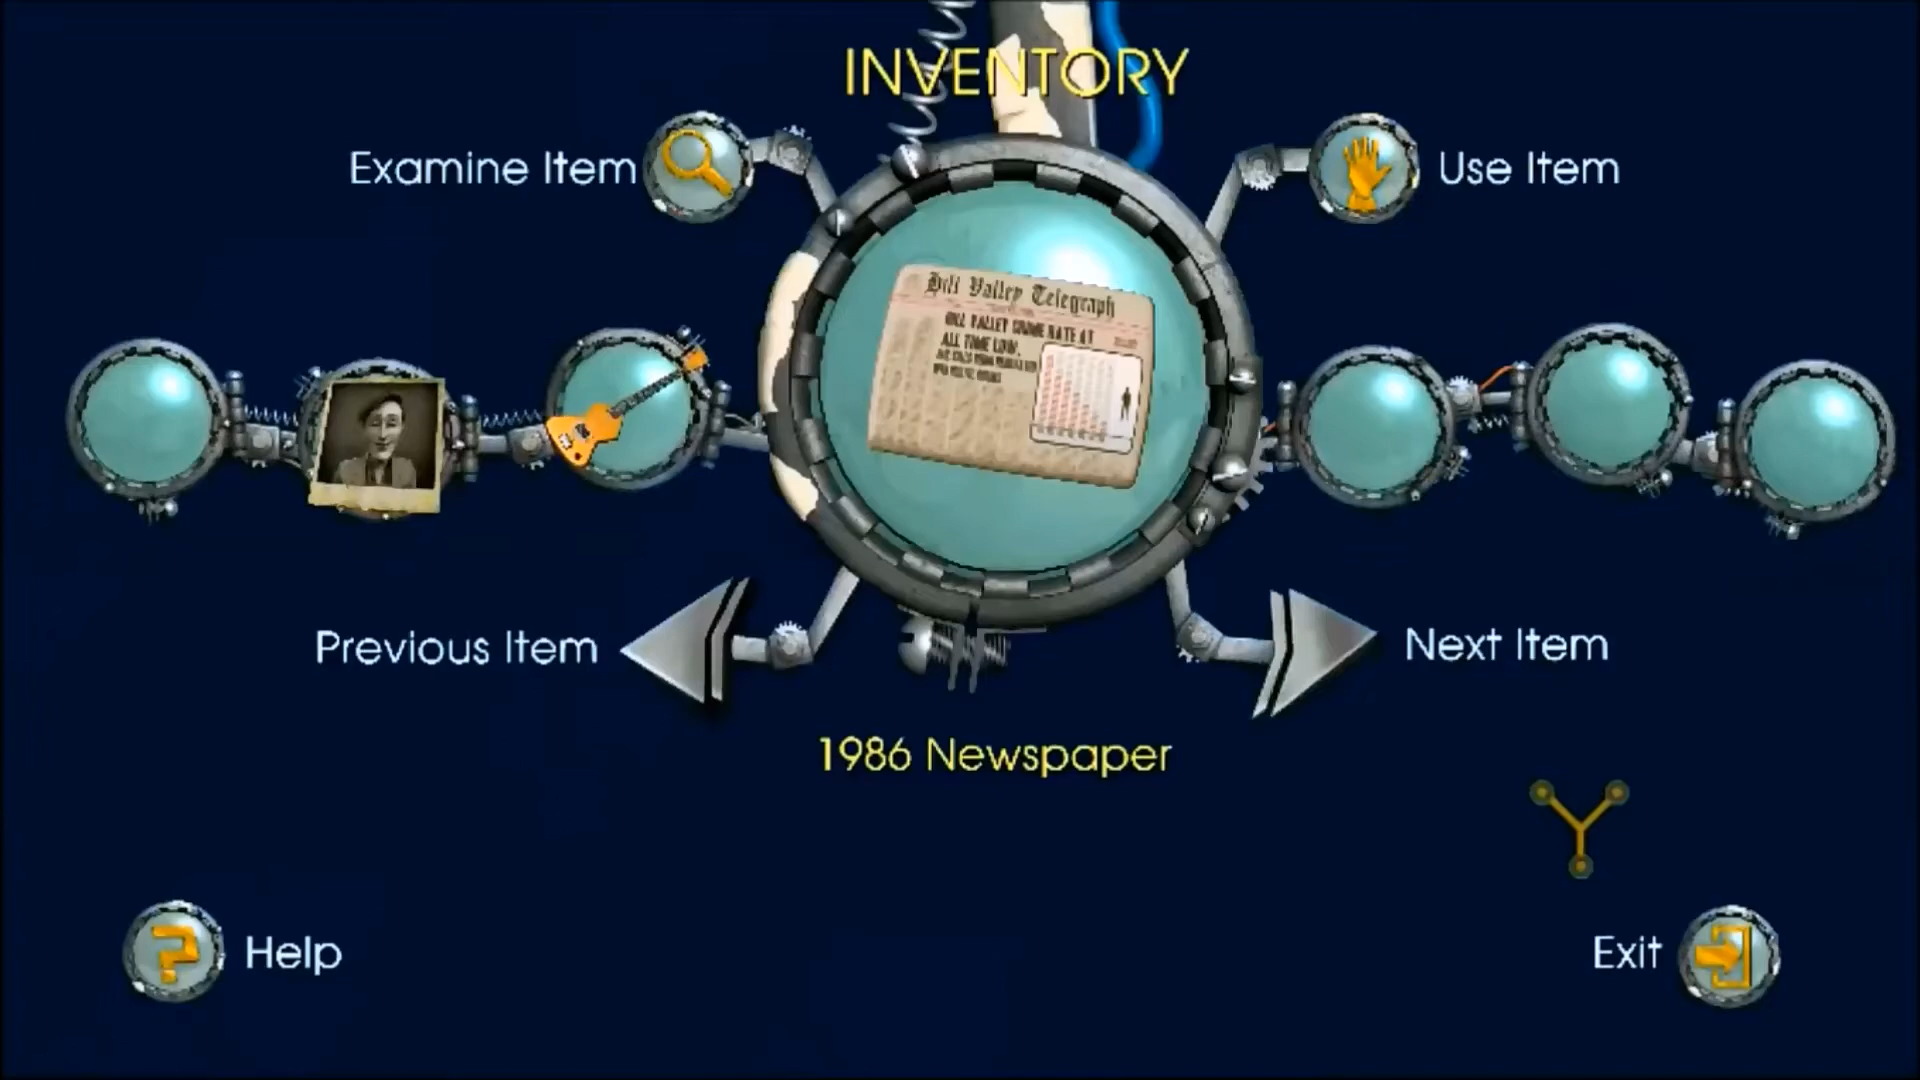 INVENTORY
Examine Item
Use Item
Hill Valley Telegraph
HILL VALLEY CRIME RATE AT
ALL TIME LOW.
Previous Item
Next Item
1986 Newspaper
Help
Exit